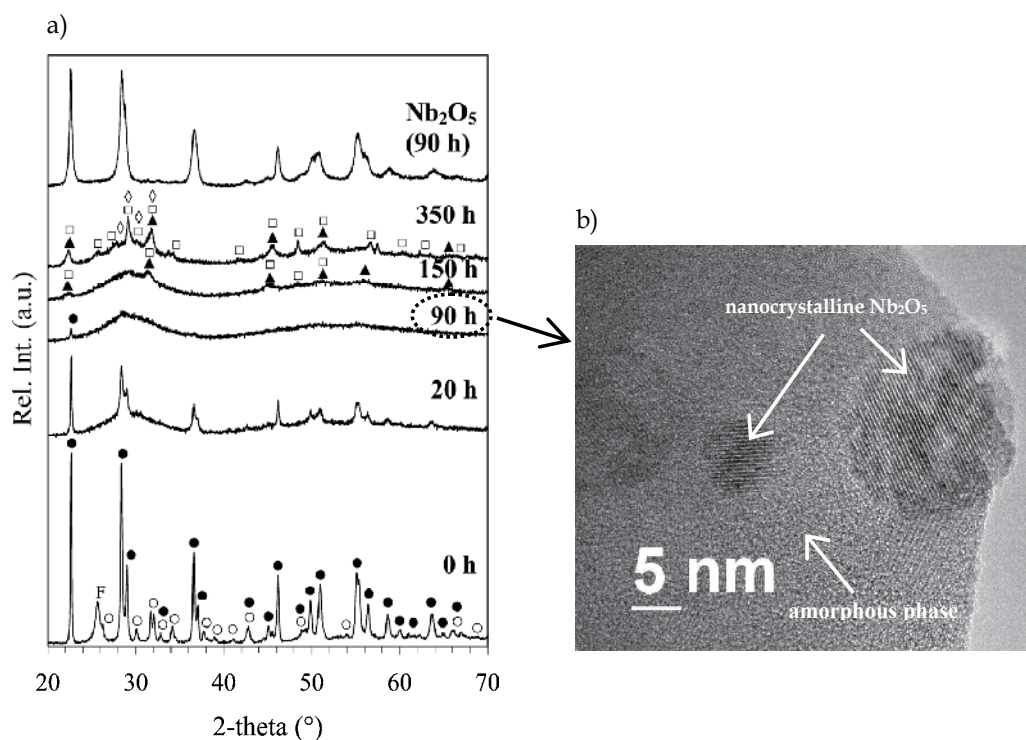 a)
Nb₂O₅
(90 h)
350 h
150 h
90 h
20 h
0 h
F
Rel. Int. (a.u.)
20 30 40 50 60 70
2-theta (°)
b)
nanocrystalline Nb₂O₅
5 nm
amorphous phase